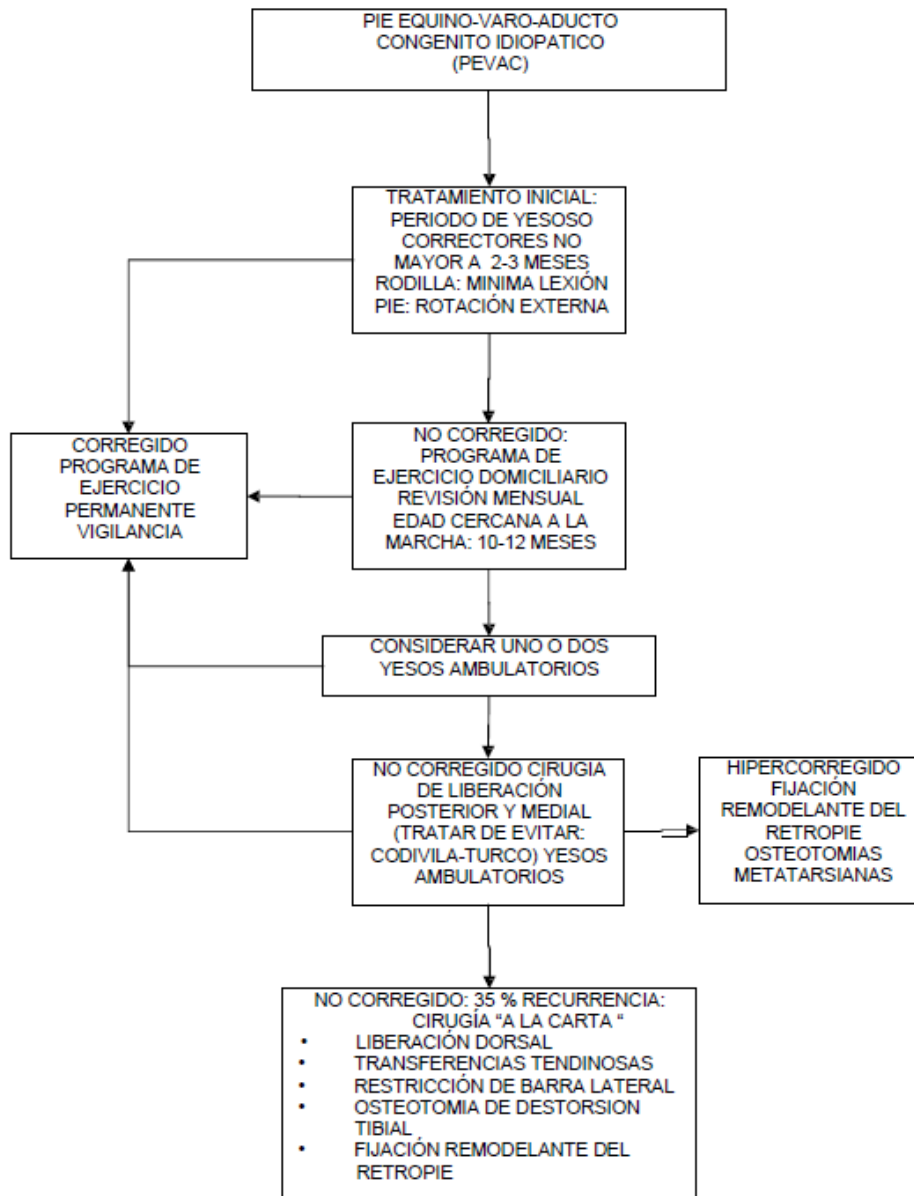 PIE EQUINO-VARO-ADUCTO
CONGENITO IDIOPATICO
(PEVAC)
TRATAMIENTO INICIAL:
PERIODO DE YESOSO
CORRECTORES NO
MAYOR A 2-3 MESES
RODILLA: MINIMA LEXIÓN
PIE: ROTACIÓN EXTERNA
CORREGIDO
PROGRAMA DE
EJERCICIO
PERMANENTE
VIGILANCIA
NO CORREGIDO:
PROGRAMA DE
EJERCICIO DOMICILIARIO
REVISIÓN MENSUAL
EDAD CERCANA A LA
MARCHA: 10-12 MESES
CONSIDERAR UNO O DOS
YESOS AMBULATORIOS
NO CORREGIDO CIRUGIA
DE LIBERACIÓN
POSTERIOR Y MEDIAL
(TRATAR DE EVITAR:
CODIVILA-TURCO) YESOS
AMBULATORIOS
HIPERCORREGIDO
FIJACIÓN
REMODELANTE DEL
RETROPIE
OSTEOTOMIAS
METATARSIANAS
NO CORREGIDO: 35 % RECURRENCIA:
CIRUGÍA “A LA CARTA “
• LIBERACIÓN DORSAL
• TRANSFERENCIAS TENDINOSAS
• RESTRICCIÓN DE BARRA LATERAL
• OSTEOTOMIA DE DESTORSION
TIBIAL
• FIJACIÓN REMODELANTE DEL
RETROPIE